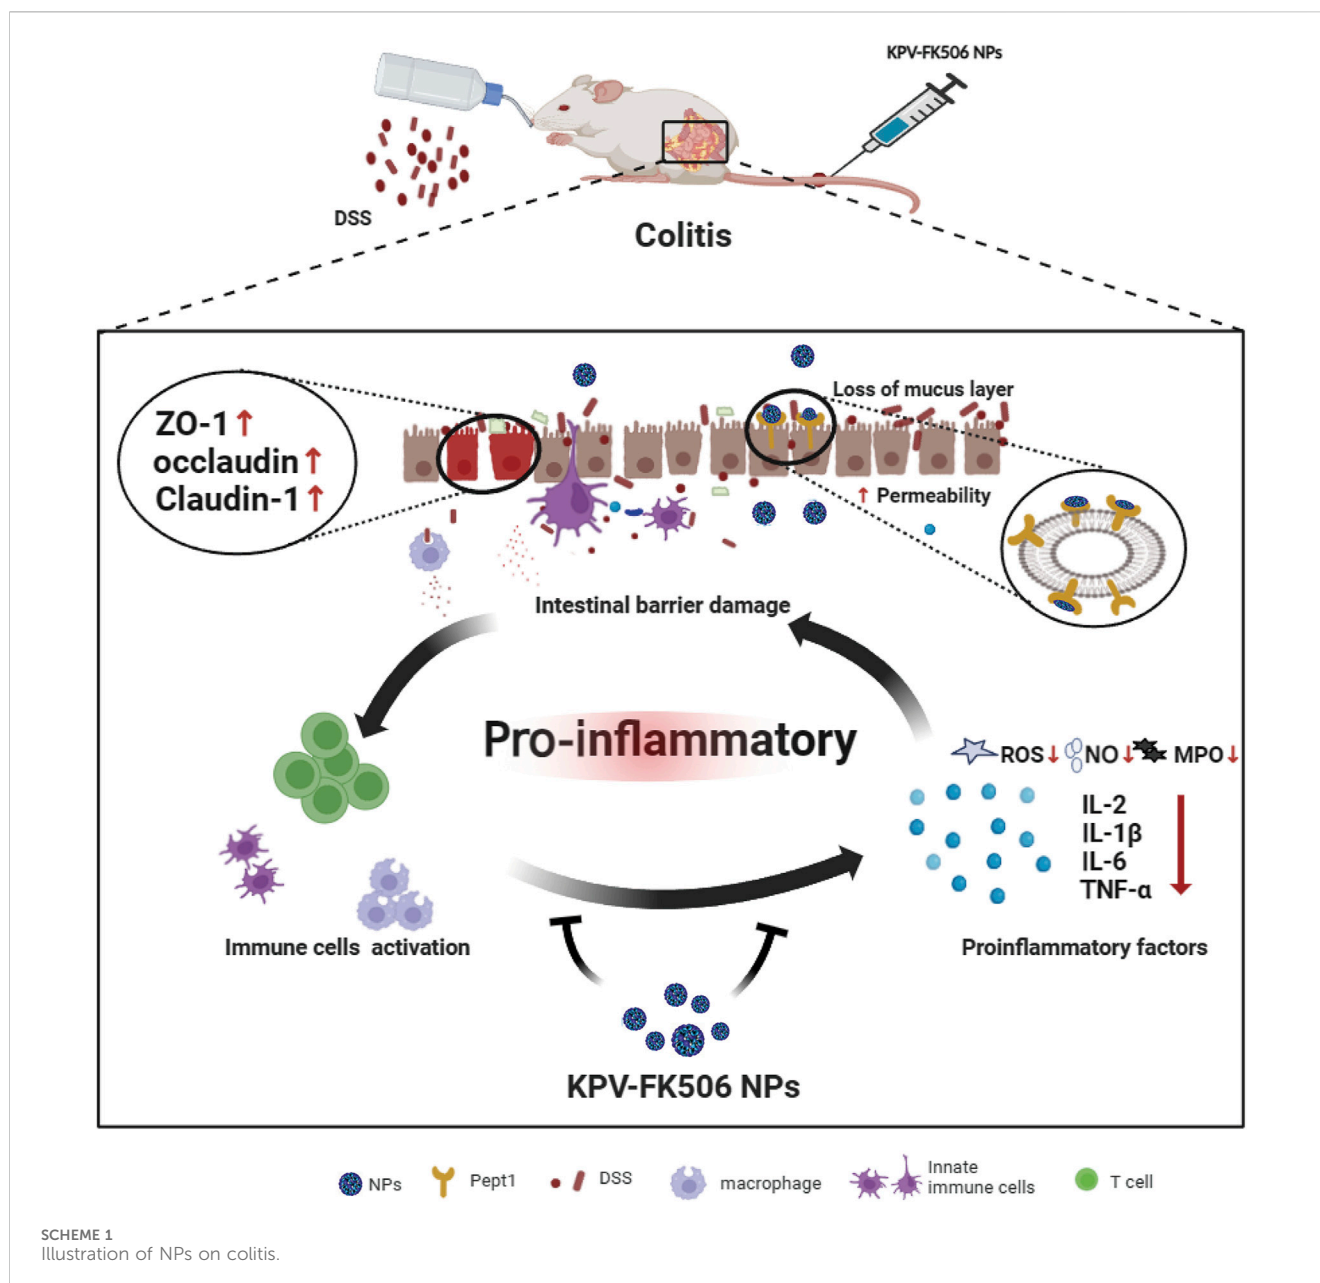 KPV-FK506 NPs
DSS
Colitis
Loss of mucus layer
ZO-1↑
occlaudin↑
Claudin-1↑
↑ Permeability
Intestinal barrier damage
Pro-inflammatory
ROS↓ NO↓ MPO↓
IL-2
IL-1β
IL-6
TNF-α
Immune cells activation
Proinflammatory factors
KPV-FK506 NPs
NPs
Pept1
DSS
macrophage
Innate
immune cells
T cell
SCHEME 1
Illustration of NPs on colitis.